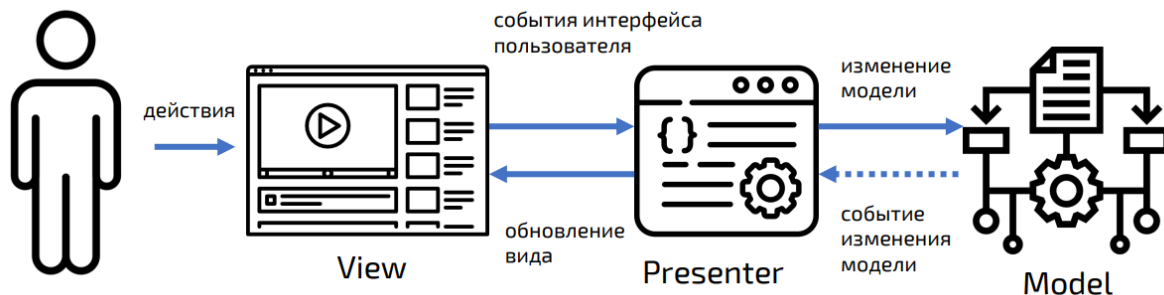 действия
View
события интерфейса
пользователя
обновление
вида
Presenter
изменение
модели
событие
изменения
модели
Model